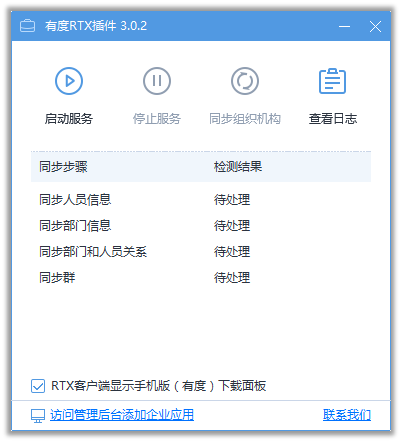 有度RTX插件 3.0.2
启动服务 停止服务 同步组织机构 查看日志
同步步骤 检测结果
同步人员信息 待处理
同步部门信息 待处理
同步部门和人员关系 待处理
同步群 待处理
RTX客户端显示手机版（有度）下载面板
访问管理后台添加企业应用 联系我们